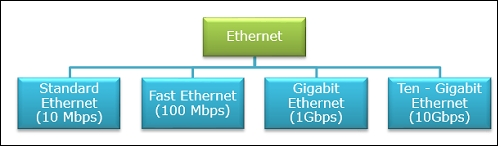 Ethernet
Standard
Ethernet
(10 Mbps)
Fast Ethernet
(100 Mbps)
Gigabit
Ethernet
(1Gbps)
Ten - Gigabit
Ethernet
(10Gbps)